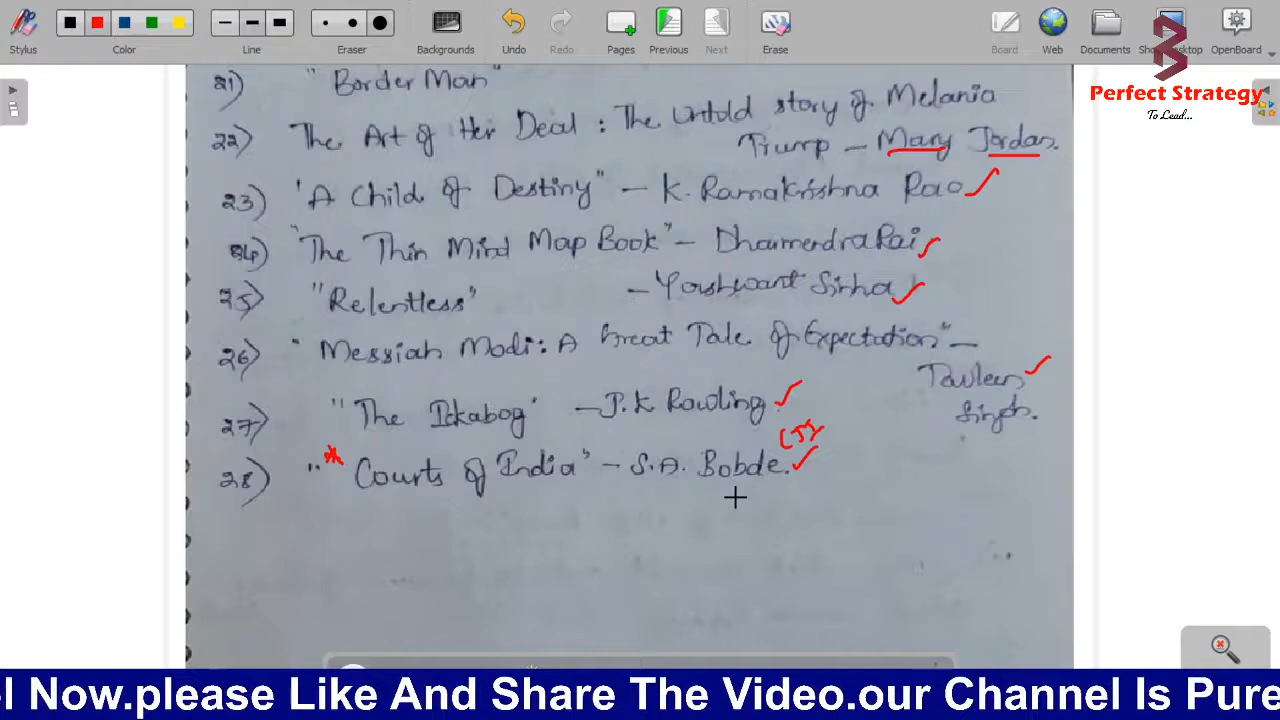 Stylus
Color
Line
Eraser
Backgrounds
Undo
Redo
Pages
Previous
Next
Erase
Board
Web
Documents
Show Desktop
OpenBoard
Perfect Strategy
To Lead...
21) "Border Man"
22) The Art of Her Deal : The Untold story of Melania
Trump - Mary Jordan.
23) 'A Child of Destiny" - K. Ramakrishna Rao
24) "The Thin Mind Map Book" - Dharmendra Rai
25) "Relentless" - Yashwant Sinha
26) " Messiah Modi : A Great Tale of Expectation" -
Tavleen
Singh.
27) "The Ickabog" - J.K Rowling
(JI
28) "* Courts of India" - S.A. Bobde.
el Now.please Like And Share The Video.our Channel Is Pure